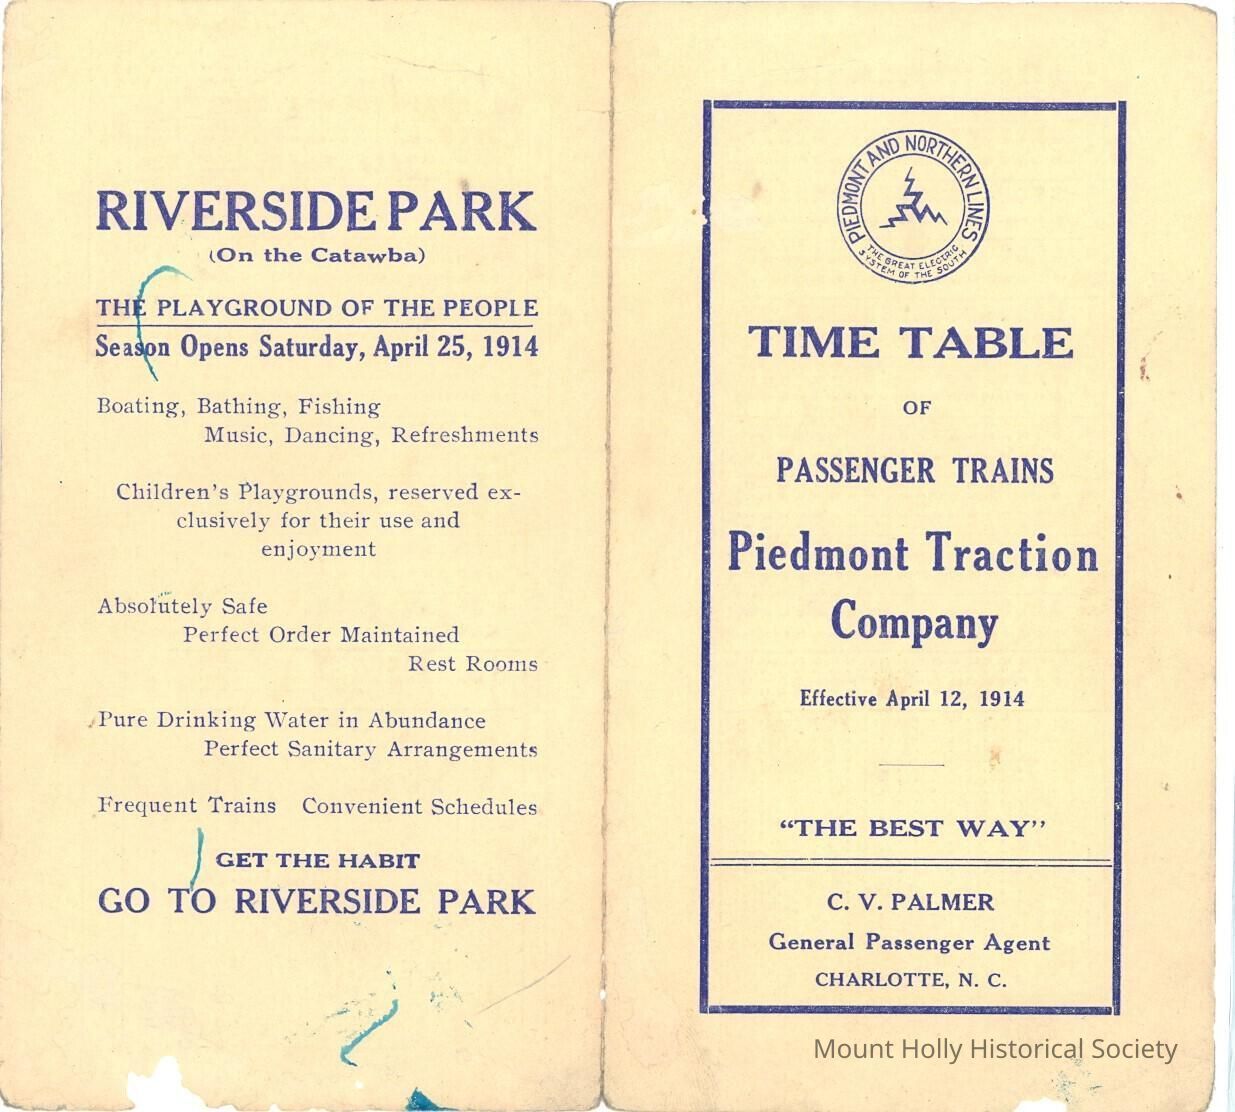 RIVERSIDE PARK
(On the Catawba)
THE PLAYGROUND OF THE PEOPLE
Season Opens Saturday, April 25, 1914
Boating, Bathing, Fishing
Music, Dancing, Refreshments
Children's Playgrounds, reserved ex-
clusively for their use and
enjoyment
Absolutely Safe
Perfect Order Maintained
Rest Rooms
Pure Drinking Water in Abundance
Perfect Sanitary Arrangements
Frequent Trains Convenient Schedules
GET THE HABIT
GO TO RIVERSIDE PARK
PIEDMONT AND NORTHERN LINES
THE GREAT ELECTRIC
SYSTEM OF THE SOUTH
TIME TABLE
OF
PASSENGER TRAINS
Piedmont Traction
Company
Effective April 12, 1914
"THE BEST WAY"
C. V. PALMER
General Passenger Agent
CHARLOTTE, N. C.
Mount Holly Historical Society